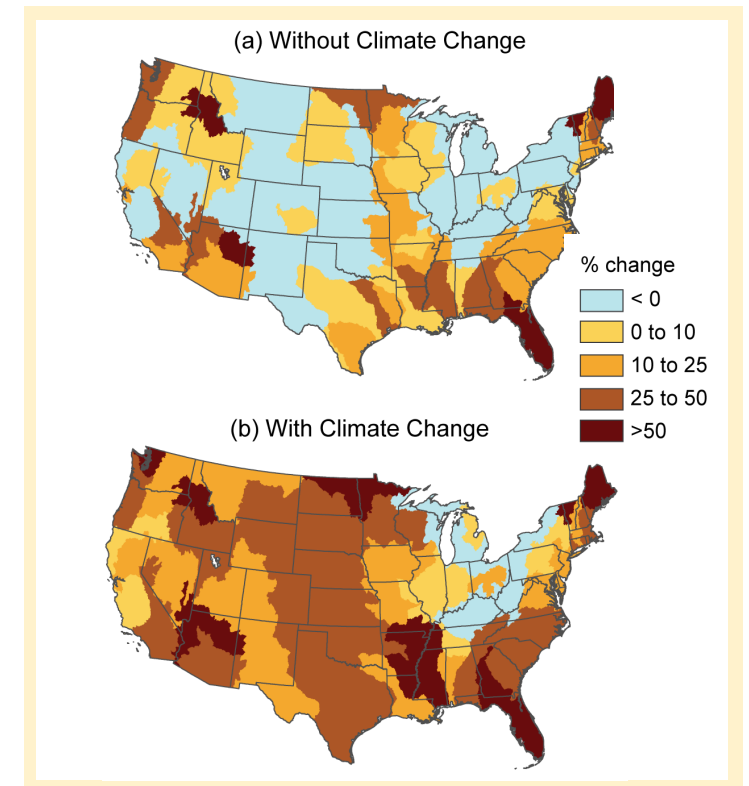 (a) Without Climate Change
% change
< 0
0 to 10
10 to 25
25 to 50
>50
(b) With Climate Change